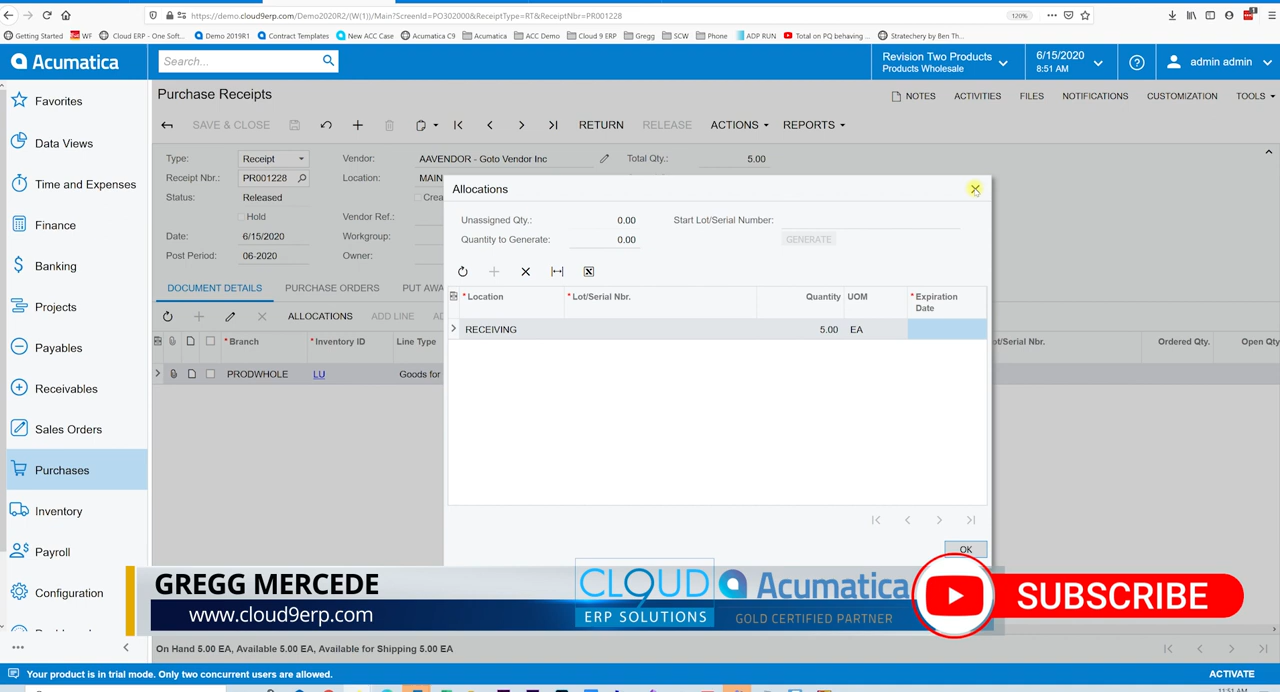 https://demo.cloud9erp.com/Demo2020R2/(W(1))/Main?ScreenId=PO302000&ReceiptType=RT&ReceiptNbr=PR001228
120%
Getting Started
WF
Cloud ERP - One Soft...
Demo 2019R1
Contract Templates
New ACC Case
Acumatica C9
Acumatica
ACC Demo
Cloud 9 ERP
Gregg
SCW
Phone
ADP RUN
Total on PQ behaving ...
Stratechery by Ben Th...
Acumatica
Search...
Revision Two Products
Products Wholesale
6/15/2020
8:51 AM
admin admin
Favorites
Data Views
Time and Expenses
Finance
Banking
Projects
Payables
Receivables
Sales Orders
Purchases
Inventory
Payroll
Configuration
Purchase Receipts
NOTES
ACTIVITIES
FILES
NOTIFICATIONS
CUSTOMIZATION
TOOLS
SAVE & CLOSE
RETURN
RELEASE
ACTIONS
REPORTS
Type:
Receipt
Vendor:
AAVENDOR - Goto Vendor Inc
Total Qty.:
5.00
Receipt Nbr.:
PR001228
Location:
MAIN
Status:
Released
Crea
Hold
Vendor Ref.:
Date:
6/15/2020
Workgroup:
Post Period:
06-2020
Owner:
DOCUMENT DETAILS
PURCHASE ORDERS
PUT AWA
ALLOCATIONS
ADD LINE
AD
* Branch
* Inventory ID
Line Type
ot/Serial Nbr.
Ordered Qty.
Open Qty
PRODWHOLE
LU
Goods for
Allocations
Unassigned Qty.:
0.00
Start Lot/Serial Number:
Quantity to Generate:
0.00
GENERATE
* Location
* Lot/Serial Nbr.
Quantity
UOM
* Expiration
Date
RECEIVING
5.00
EA
OK
GREGG MERCEDE
www.cloud9erp.com
CLOUD
9
ERP SOLUTIONS
Acumatica
GOLD CERTIFIED PARTNER
SUBSCRIBE
On Hand 5.00 EA, Available 5.00 EA, Available for Shipping 5.00 EA
Your product is in trial mode. Only two concurrent users are allowed.
ACTIVATE
11:51 AM